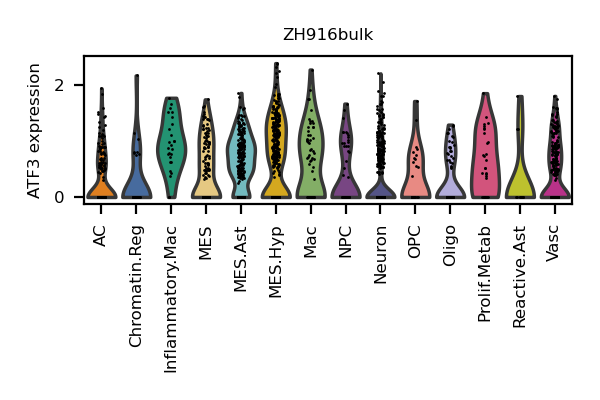 ZH916bulk
ATF3 expression
2
0
AC
Chromatin.Reg
Inflammatory.Mac
MES
MES.Ast
MES.Hyp
Mac
NPC
Neuron
OPC
Oligo
Prolif.Metab
Reactive.Ast
Vasc